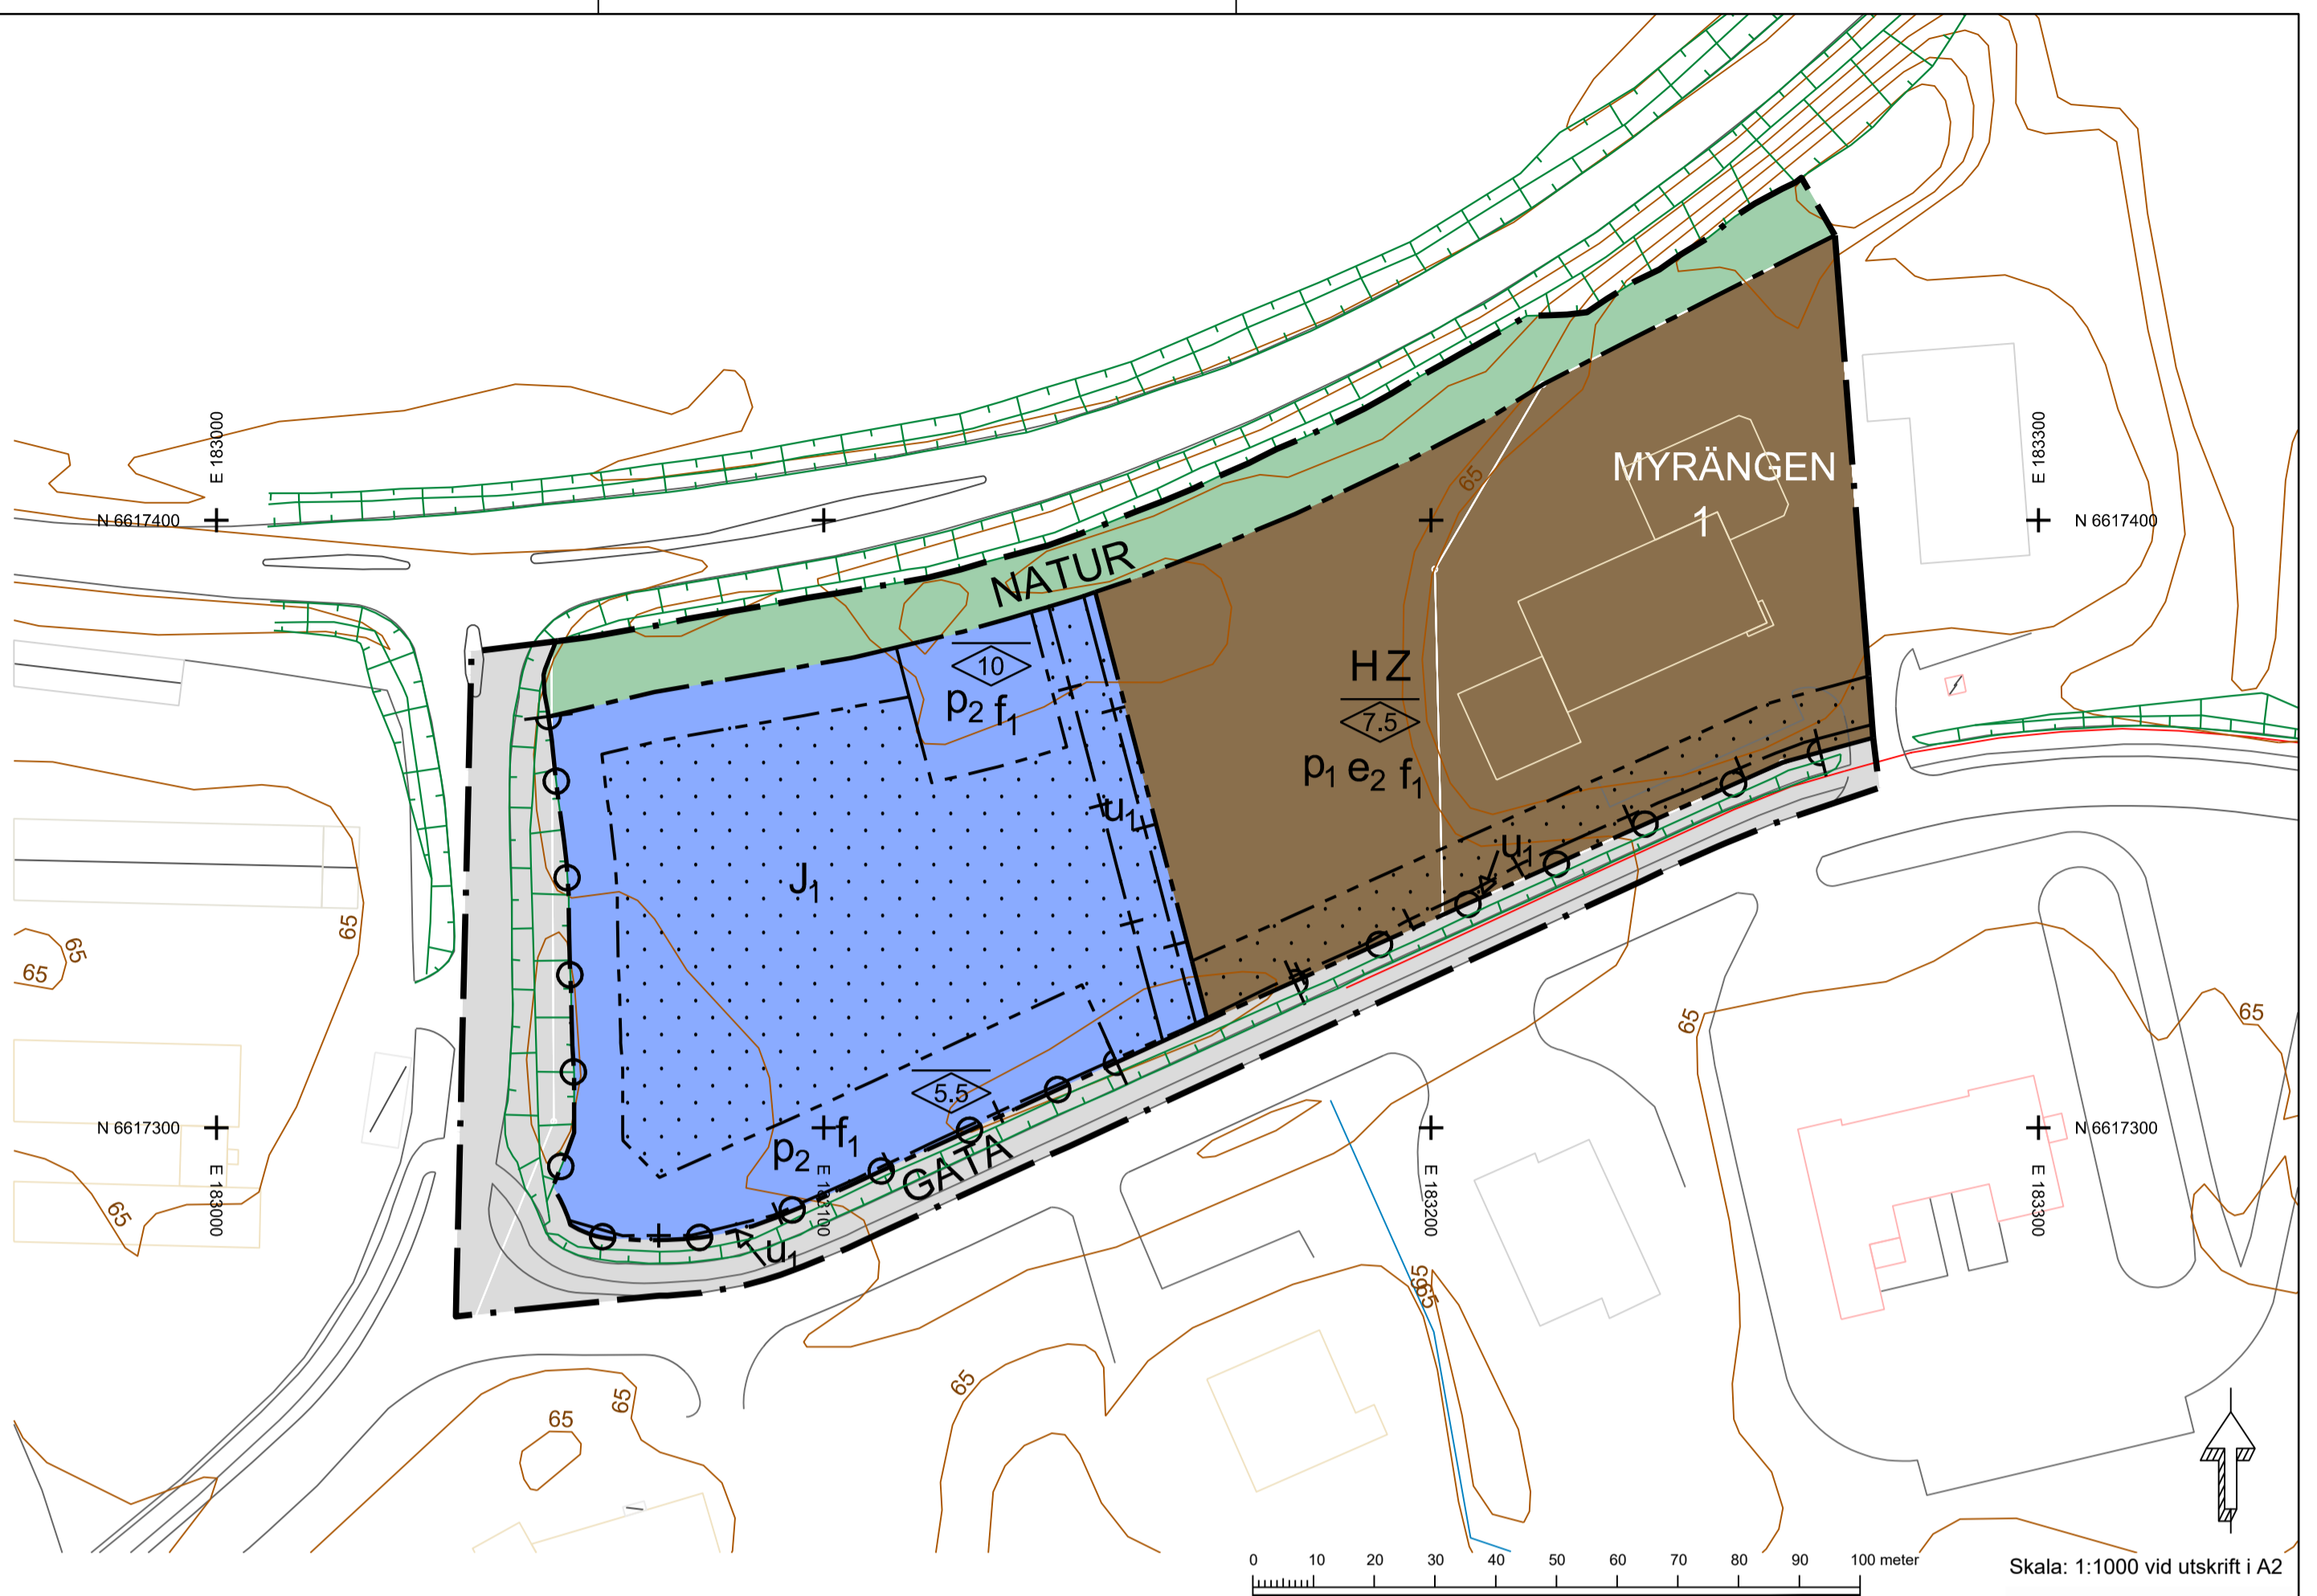 E 183000
N 6617400
E 183300
N 6617400
MYRÄNGEN
1
65
NATUR
10
p2 f1
HZ
7.5
p1 e2 f1
u1
u1
J1
65
65
65
5.5
p2 f1
GATA
u1
N 6617300
E 183000
E 183100
E 183200
N 6617300
E 183300
65
65
65
65
65
65
65
65
0 10 20 30 40 50 60 70 80 90 100 meter
Skala: 1:1000 vid utskrift i A2